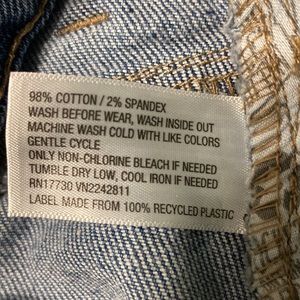 98% COTTON / 2% SPANDEX
WASH BEFORE WEAR, WASH INSIDE OUT
MACHINE WASH COLD WITH LIKE COLORS
GENTLE CYCLE
ONLY NON-CHLORINE BLEACH IF NEEDED
TUMBLE DRY LOW, COOL IRON IF NEEDED
RN17730 VN2242811
LABEL MADE FROM 100% RECYCLED PLASTIC